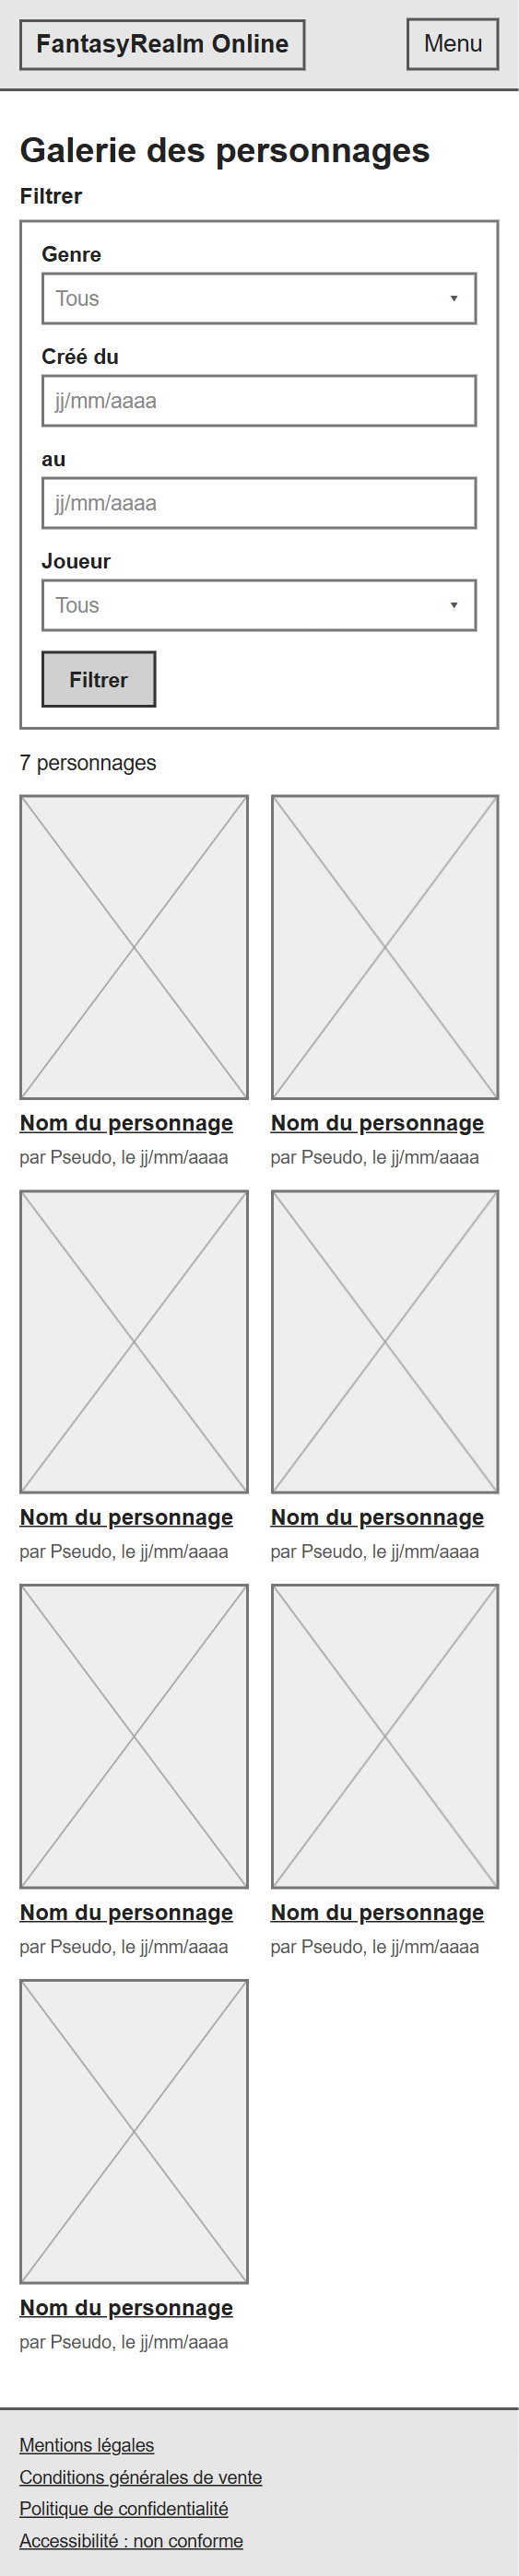 FantasyRealm Online
Menu
Galerie des personnages
Filtrer
Genre
Tous
Créé du
jj/mm/aaaa
au
jj/mm/aaaa
Joueur
Tous
Filtrer
7 personnages
Nom du personnage
par Pseudo, le jj/mm/aaaa
Nom du personnage
par Pseudo, le jj/mm/aaaa
Nom du personnage
par Pseudo, le jj/mm/aaaa
Nom du personnage
par Pseudo, le jj/mm/aaaa
Nom du personnage
par Pseudo, le jj/mm/aaaa
Nom du personnage
par Pseudo, le jj/mm/aaaa
Nom du personnage
par Pseudo, le jj/mm/aaaa
Mentions légales
Conditions générales de vente
Politique de confidentialité
Accessibilité : non conforme